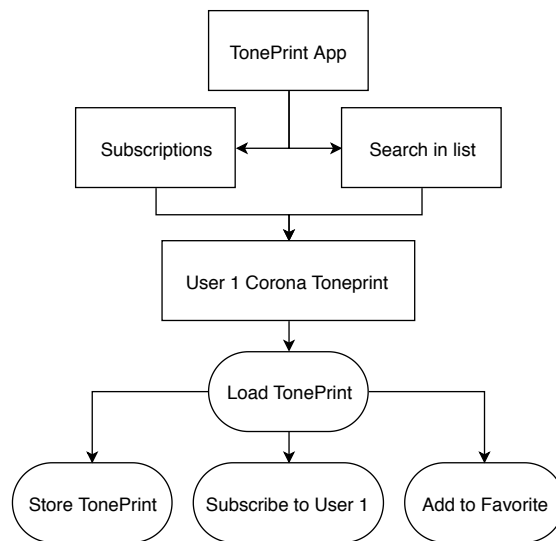 TonePrint App
Subscriptions
Search in list
User 1 Corona Toneprint
Load TonePrint
Store TonePrint
Subscribe to User 1
Add to Favorite